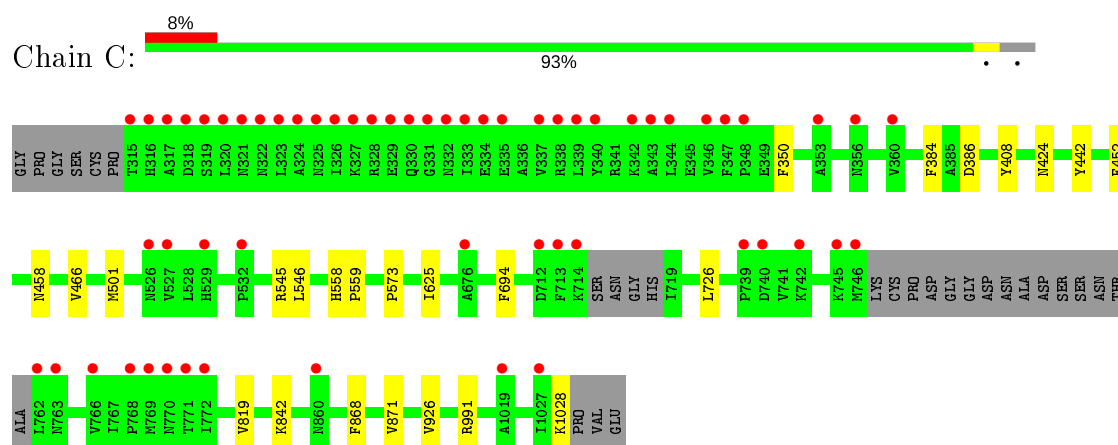 8%
Chain C:
93%
GLY PRO GLY SER CYS PRO T315 H316 A317 D318 S319 L320 N321 N322 L323 A324 N325 I326 K327 R328 E329 Q330 G331 N332 I333 E334 E335 A336 V337 R338 L339 Y340 R341 K342 A343 L344 E345 V346 F347 P348 E349 F350 A353 N356 V360 F384 A385 D386 Y408 N424 Y442
N458 V466 M501 N526 V527 L528 H529 P532 R545 L546 H558 P559 P573 I625 A676 F694 D712 F713 K714 SER ASN GLY HIS I719 L726 P739 D740 V741 K742 K745 M746 LYS CYS PRO ASP GLY GLY ASP ASN ALA ASP SER SER ASN THR
ALA L762 N763 V766 I767 P768 M769 N770 T771 I772 V819 K842 N860 F868 V871 V926 R991 A1019 I1027 K1028 PRO VAL GLU